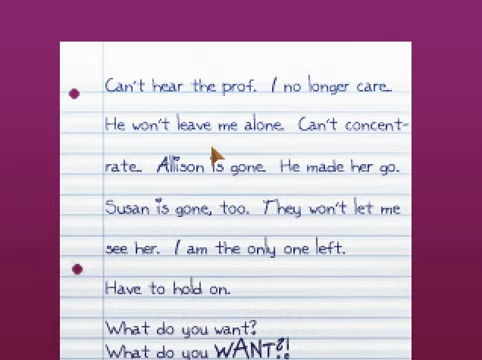 Can't hear the prof. I no longer care.
He won't leave me alone. Can't concent-
rate. Allison is gone. He made her go.
Susan is gone, too. They won't let me
see her. I am the only one left.
Have to hold on.
What do you want?
What do you WANT?!